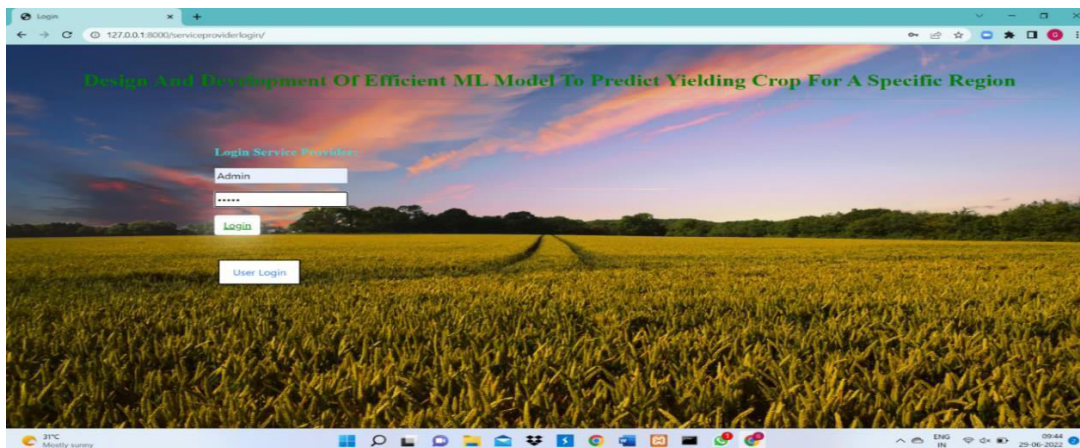 Login
127.0.0.1:8000/serviceproviderlogin/
G
Design And Development Of Efficient ML Model To Predict Yielding Crop For A Specific Region
Login Service Provider:
Admin
Login
User Login
31°C
Mostly sunny
ENG
IN
09:44
29-06-2022